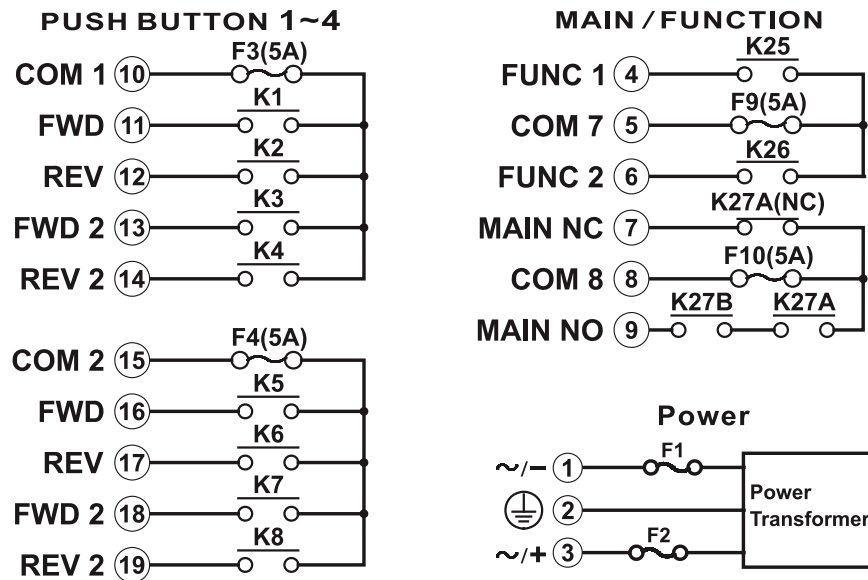 PUSH BUTTON 1~4
COM 1 10 F3(5A)
FWD 11 K1
REV 12 K2
FWD 2 13 K3
REV 2 14 K4
COM 2 15 F4(5A)
FWD 16 K5
REV 17 K6
FWD 2 18 K7
REV 2 19 K8
MAIN / FUNCTION
FUNC 1 4 K25
COM 7 5 F9(5A)
FUNC 2 6 K26
MAIN NC 7 K27A(NC)
COM 8 8 F10(5A)
MAIN NO 9 K27B K27A
Power
~/− 1 F1
2
~/+ 3 F2
Power
Transformer